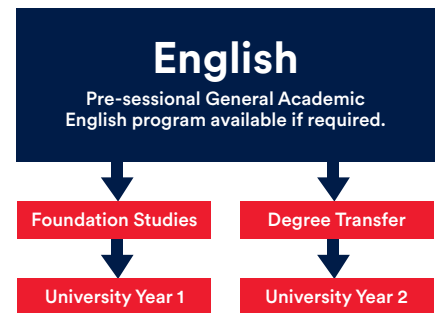 English
Pre-sessional General Academic
English program available if required.
Foundation Studies
Degree Transfer
University Year 1
University Year 2